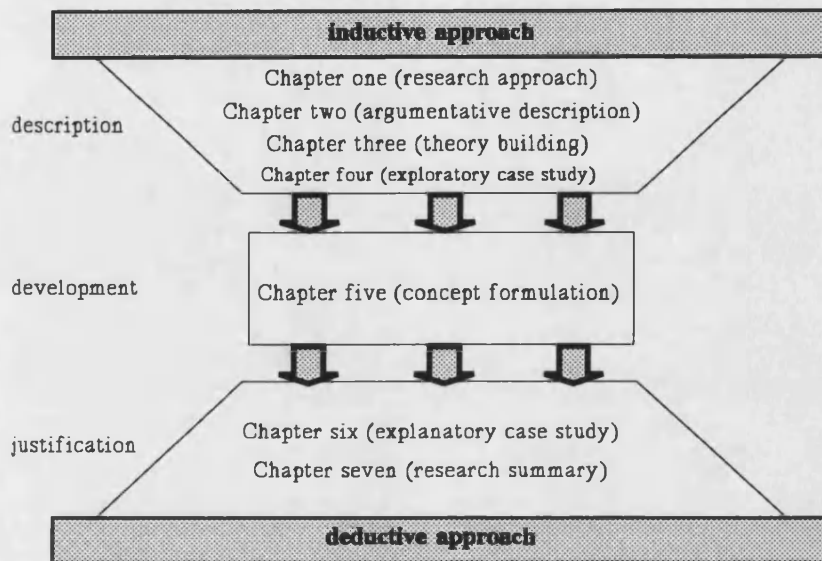 inductive approach
Chapter one (research approach)
Chapter two (argumentative description)
description
Chapter three (theory building)
Chapter four (exploratory case study)
development
Chapter five (concept formulation)
Chapter six (explanatory case study)
justification
Chapter seven (research summary)
deductive approach